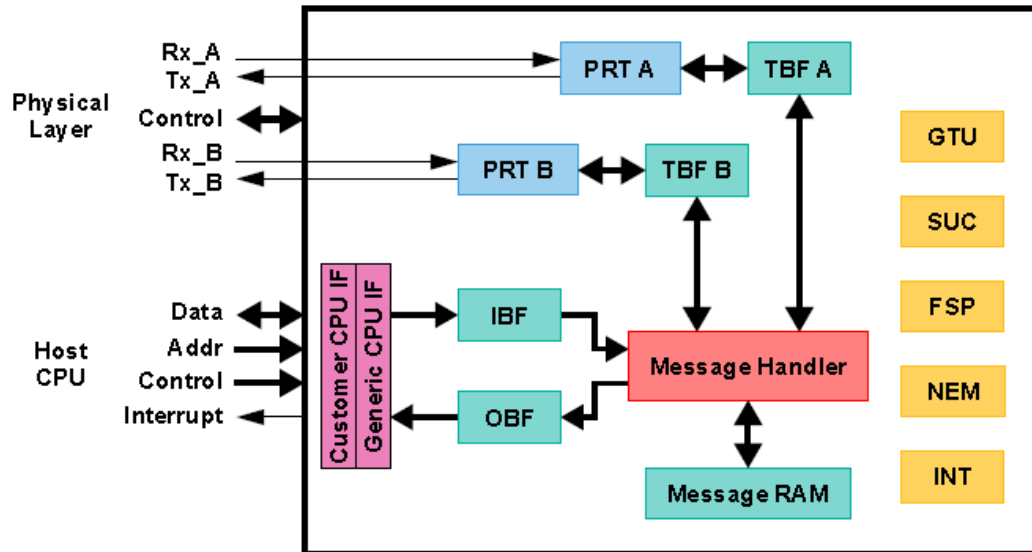 Rx_A
Tx_A
Physical
Layer
Control
Rx_B
Tx_B
PRT A
TBF A
PRT B
TBF B
GTU
SUC
FSP
NEM
INT
Host
CPU
Data
Addr
Control
Interrupt
Customer CPU IF
Generic CPU IF
IBF
OBF
Message Handler
Message RAM